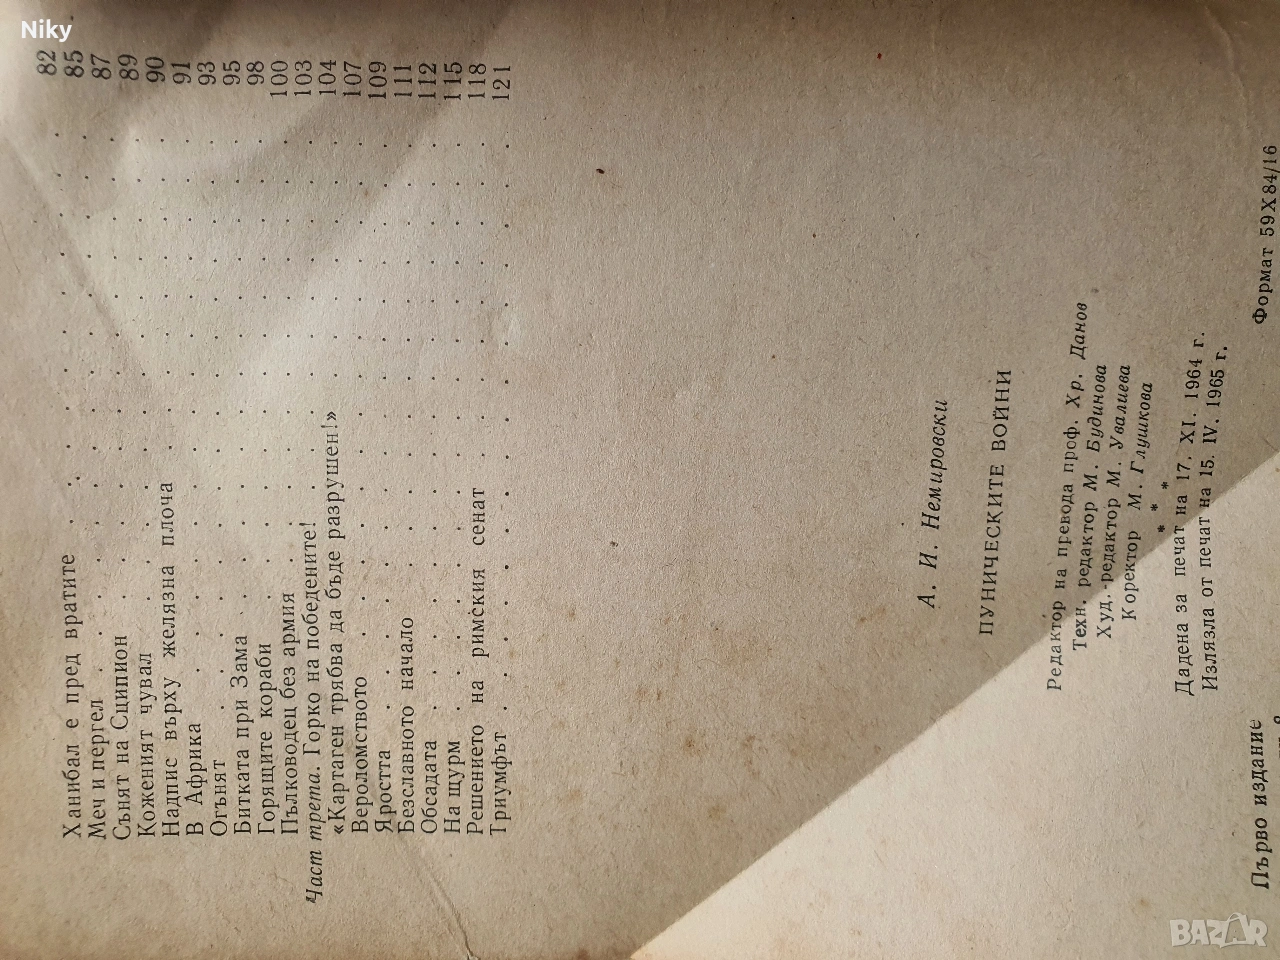 Niky
Ханибал е пред вратите . . . . . . . . 82
Меч и пергел . . . . . . . . . . 85
Сънят на Сципион . . . . . . . . . 87
Коженият чувал . . . . . . . . . 89
Надпис върху желязна плоча . . . . . . . 90
В Африка . . . . . . . . . . . 91
Огънят . . . . . . . . . . . 93
Битката при Зама . . . . . . . . . 95
Горящите кораби . . . . . . . . . 98
Пълководец без армия . . . . . . . . 100
Част трета. Горко на победените! . . . . . . 103
«Картаген трябва да бъде разрушен!» . . . . . 104
Вероломството . . . . . . . . . . 107
Яростта . . . . . . . . . . . 109
Безславното начало . . . . . . . . . 111
Обсадата . . . . . . . . . . . 112
На щурм . . . . . . . . . . . 115
Решението на римския сенат . . . . . . . 118
Триумфът . . . . . . . . . . . 121
А. И. Немировски
ПУНИЧЕСКИТЕ ВОЙНИ
Редактор на превода проф. Хр. Данов
Техн. редактор М. Будинова
Худ.-редактор М. Увалиева
Коректор М. Глушкова
* * *
Дадена за печат на 17. XI. 1964 г.
Излязла от печат на 15. IV. 1965 г.
Първо издание Формат 59X84/16
BAZAR